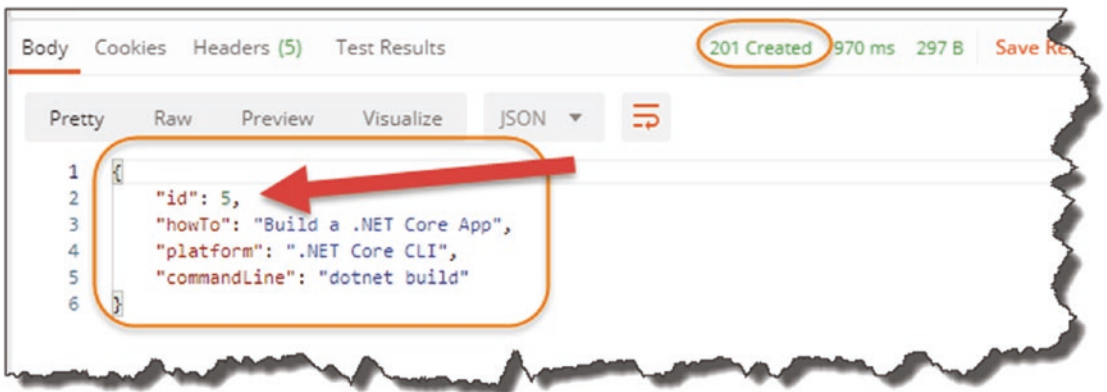 Body Cookies Headers (5) Test Results 201 Created 970 ms 297 B Save
Pretty Raw Preview Visualize JSON
1 {
2 "id": 5,
3 "howTo": "Build a .NET Core App",
4 "platform": ".NET Core CLI",
5 "commandLine": "dotnet build"
6 }